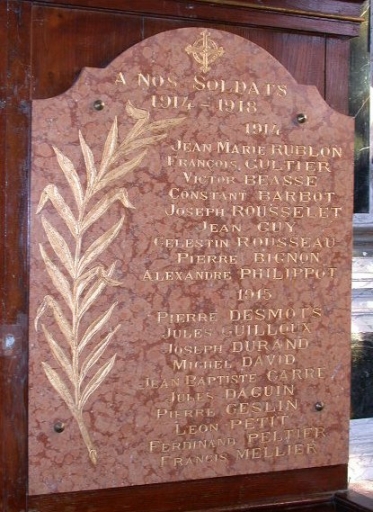 A NOS SOLDATS
1914-1918
1914
JEAN MARIE RUBLON
FRANÇOIS GULTIER
VICTOR BEASSE
CONSTANT BARBOT
JOSEPH ROUSSELET
JEAN GUY
CELESTIN ROUSSEAU
PIERRE BIGNON
ALEXANDRE PHILIPPOT
1915
PIERRE DESMOTS
JULES GUILLOUX
JOSEPH DURAND
MICHEL DAVID
JEAN BAPTISTE CARRE
JULES DAGUIN
PIERRE GESLIN
LEON PETIT
FERDINAND PELTIER
FRANCIS MELLIER